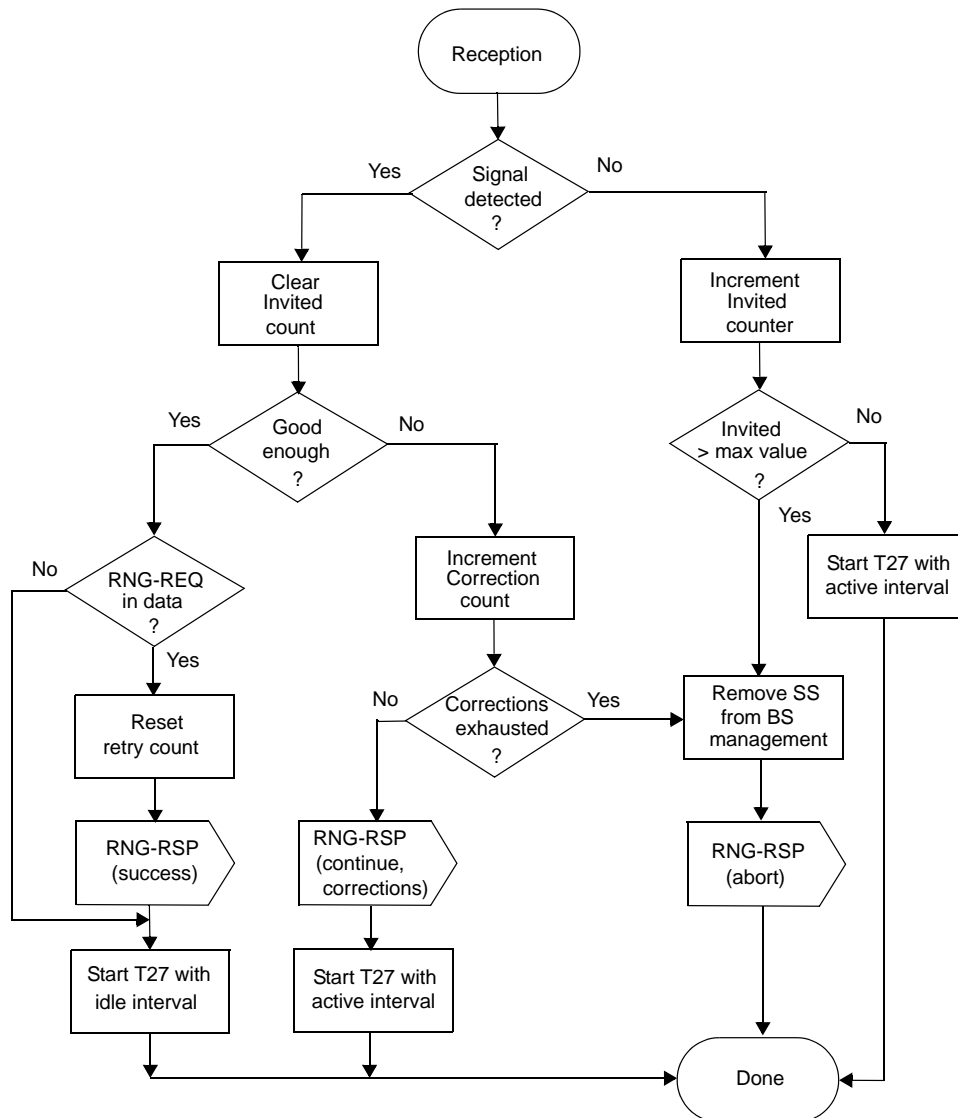 Reception
Yes
Signal
detected
?
No
Clear
Invited
count
Increment
Invited
counter
Yes
Good
enough
?
No
Invited
> max value
?
No
Yes
No
RNG-REQ
in data
?
Yes
Increment
Correction
count
Start T27 with
active interval
Reset
retry count
No
Corrections
exhausted
?
Yes
Remove SS
from BS
management
RNG-RSP
(success)
RNG-RSP
(continue,
corrections)
RNG-RSP
(abort)
Start T27 with
idle interval
Start T27 with
active interval
Done